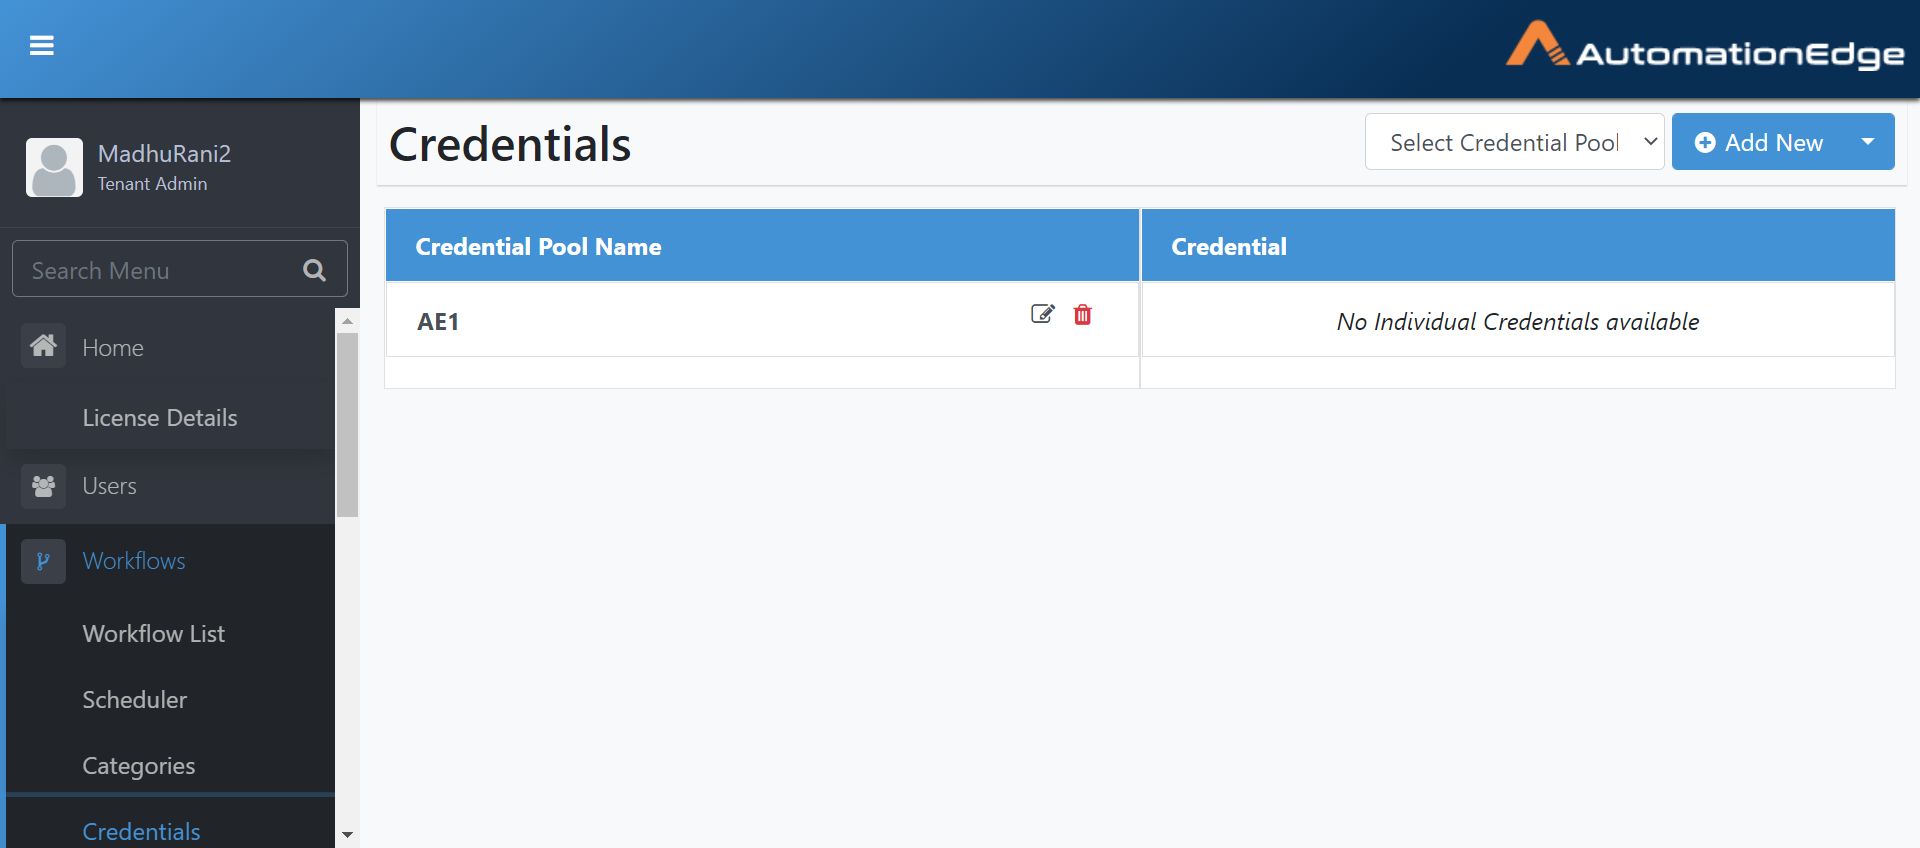 AutomationEdge
MadhuRani2
Tenant Admin
Search Menu
Home
License Details
Users
Workflows
Workflow List
Scheduler
Categories
Credentials
Credentials
Select Credential Pool
Add New
Credential Pool Name
Credential
AE1
No Individual Credentials available